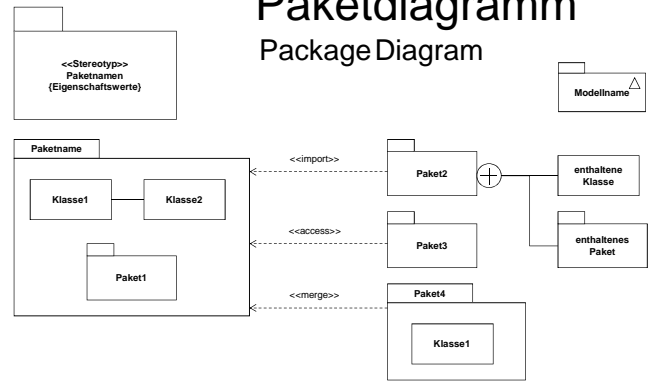 Paketdiagramm
Package Diagram
<<Stereotyp>>
Paketnamen
{Eigenschaftswerte}
Modellname
Paketname
Klasse1
Klasse2
Paket1
<<import>>
<<access>>
<<merge>>
Paket2
enthaltene
Klasse
Paket3
enthaltenes
Paket
Paket4
Klasse1